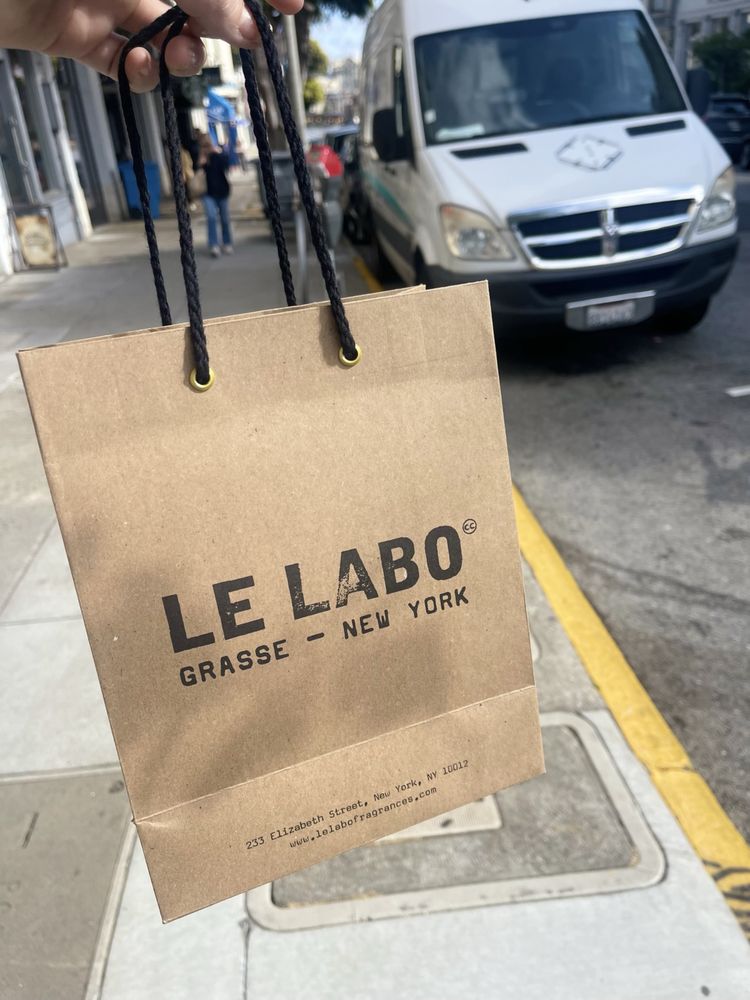 LE LABO
GRASSE — NEW YORK
233 Elizabeth Street, New York, NY 10012
www.lelabofragrances.com